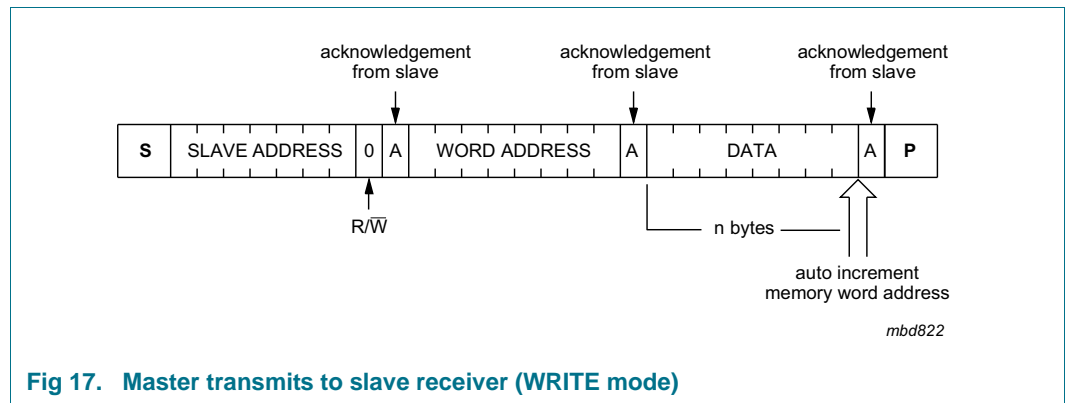 acknowledgement acknowledgement acknowledgement
from slave from slave from slave
S SLAVE ADDRESS 0 A WORD ADDRESS A DATA A P
R/W̅
n bytes
auto increment
memory word address
mbd822
Fig 17. Master transmits to slave receiver (WRITE mode)